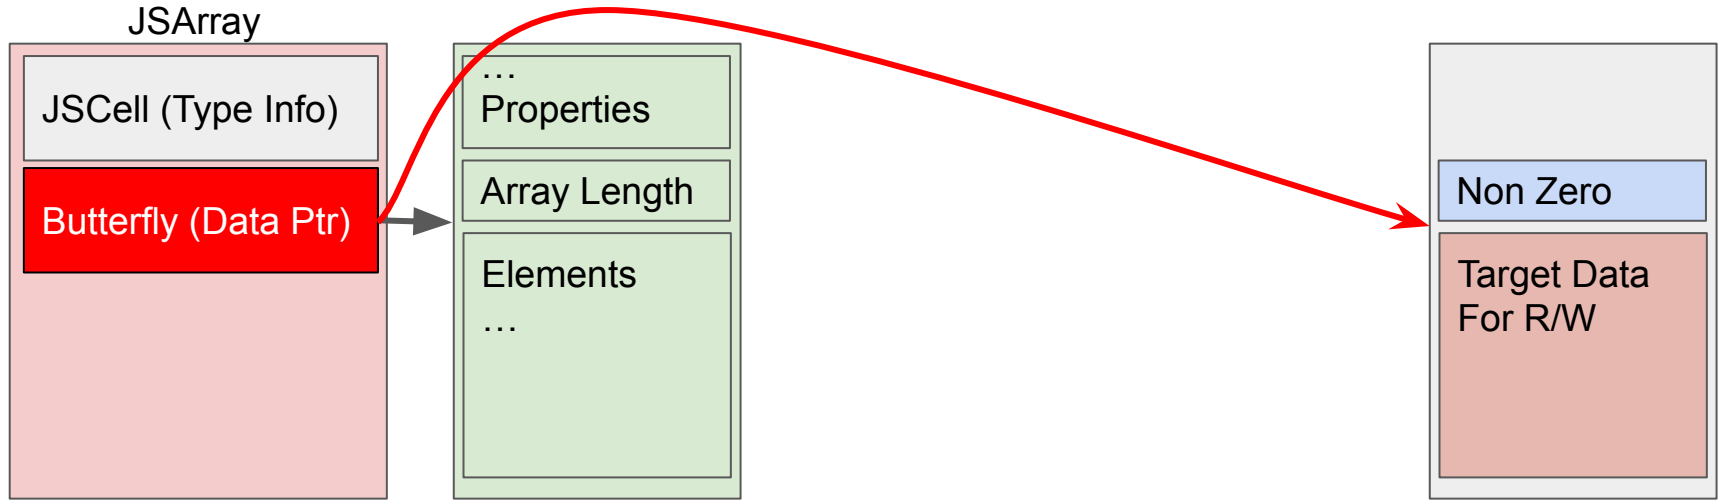 JSArray
JSCell (Type Info)
Butterfly (Data Ptr)
…
Properties
Array Length
Elements
…
Non Zero
Target Data
For R/W